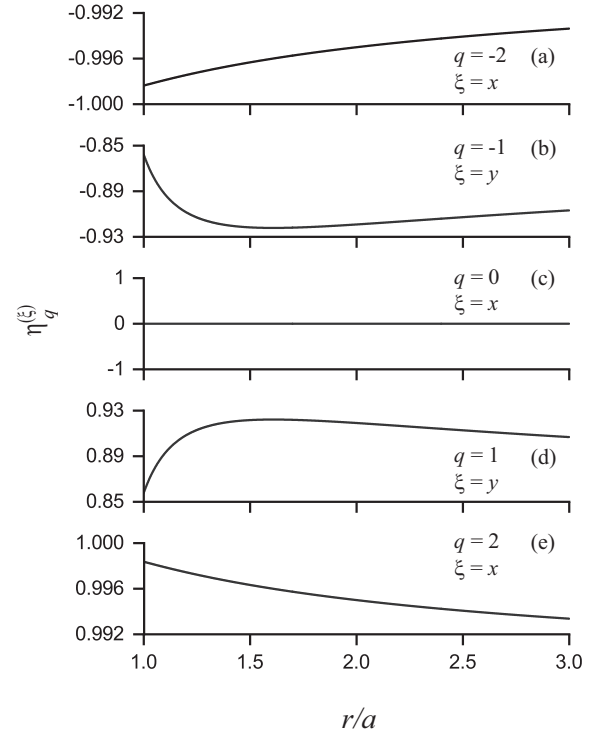 -0.992
-0.996
-1.000
q = -2 (a)
ξ = x
-0.85
-0.89
-0.93
q = -1 (b)
ξ = y
1
0
-1
q = 0 (c)
ξ = x
η_q^(ξ)
0.93
0.89
0.85
q = 1 (d)
ξ = y
1.000
0.996
0.992
q = 2 (e)
ξ = x
1.0 1.5 2.0 2.5 3.0
r/a